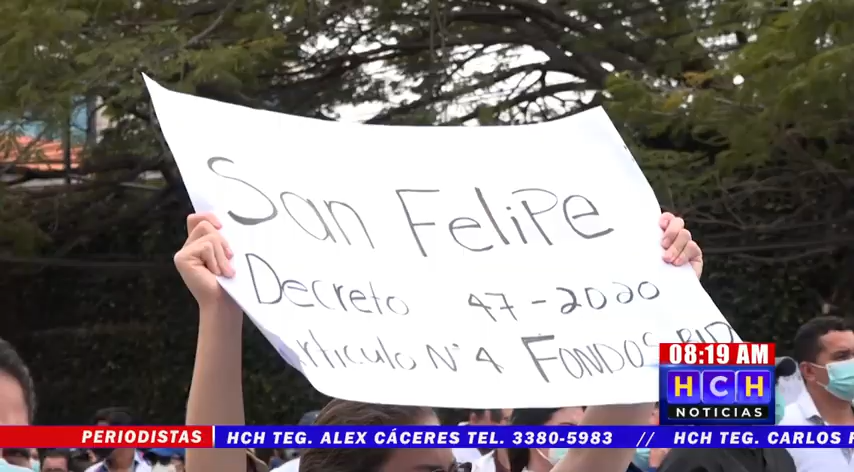 San Felipe
Decreto 47-2020
Articulo N° 4 FONDOS BID
08:19 AM
HCH
NOTICIAS
PERIODISTAS HCH TEG. ALEX CÁCERES TEL. 3380-5983 // HCH TEG. CARLOS F